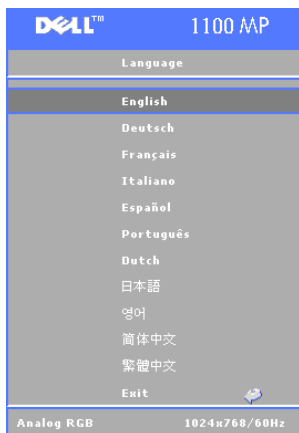 DELL™ 1100 MP
Language
English
Deutsch
Français
Italiano
Español
Português
Dutch
日本語
영어
简体中文
繁體中文
Exit
Analog RGB 1024x768/60Hz